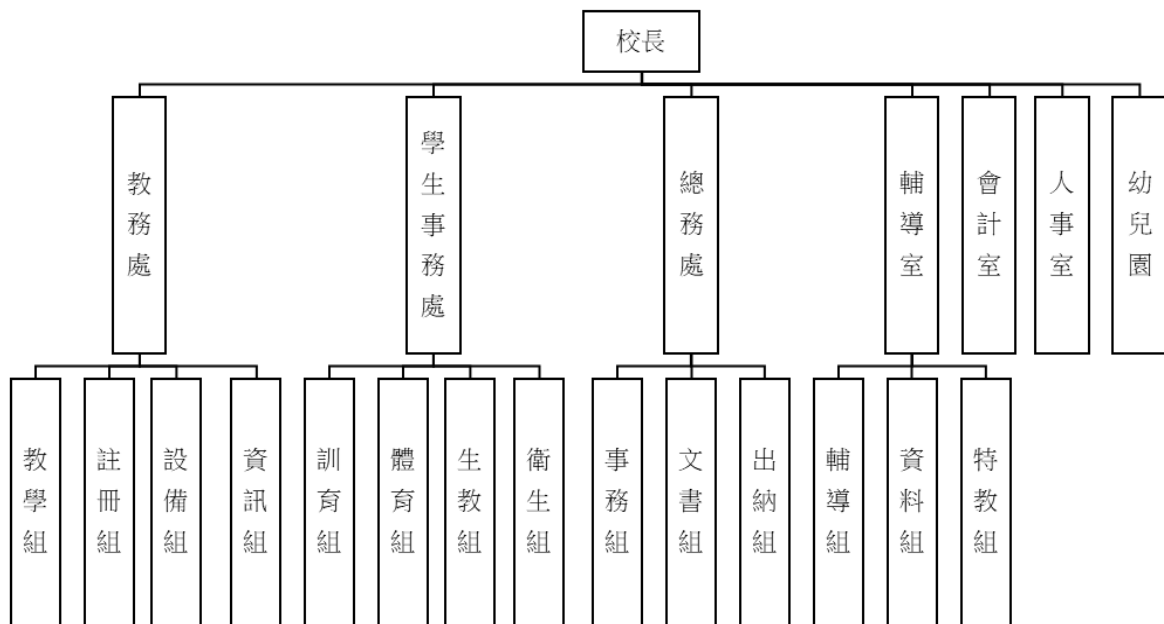 校長
教務處
學生事務處
總務處
輔導室
會計室
人事室
幼兒園
教學組
註冊組
設備組
資訊組
訓育組
體育組
生教組
衛生組
事務組
文書組
出納組
輔導組
資料組
特教組